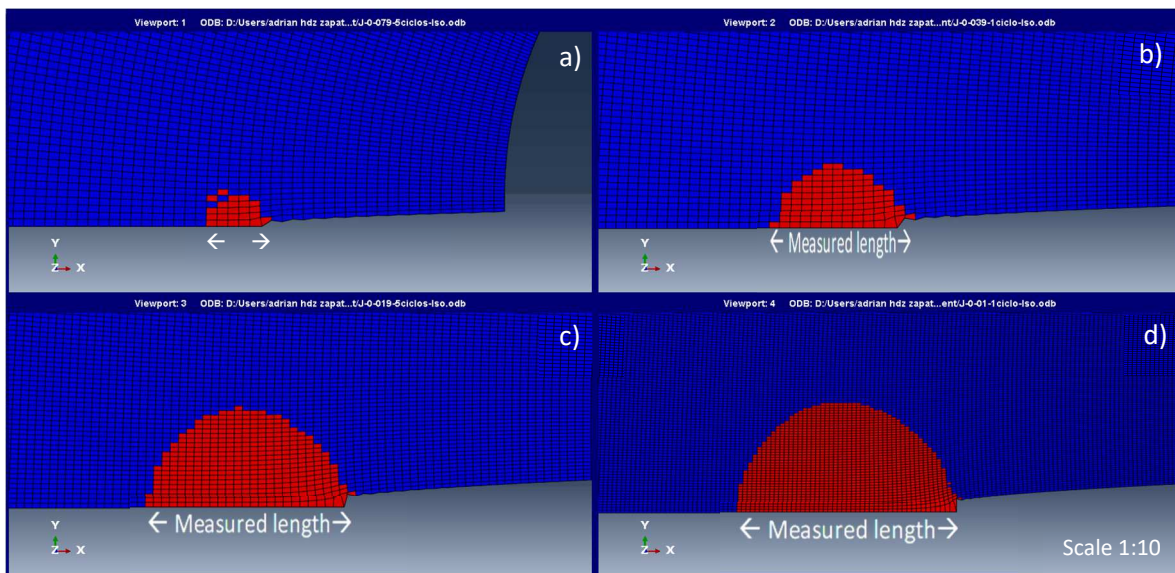 Viewport: 1 ODB: D:/Users/adrian hdz zapat...t/J-0-079-5ciclos-Iso.odb
a)
Y
Z X
Viewport: 2 ODB: D:/Users/adrian hdz zapa...nt/J-0-039-1ciclo-Iso.odb
b)
← Measured length →
Y
Z X
Viewport: 3 ODB: D:/Users/adrian hdz zapat...t/J-0-019-5ciclos-Iso.odb
c)
← Measured length →
Y
Z X
Viewport: 4 ODB: D:/Users/adrian hdz zapat...ent/J-0-01-1ciclo-Iso.odb
d)
← Measured length →
Y
Z X
Scale 1:10